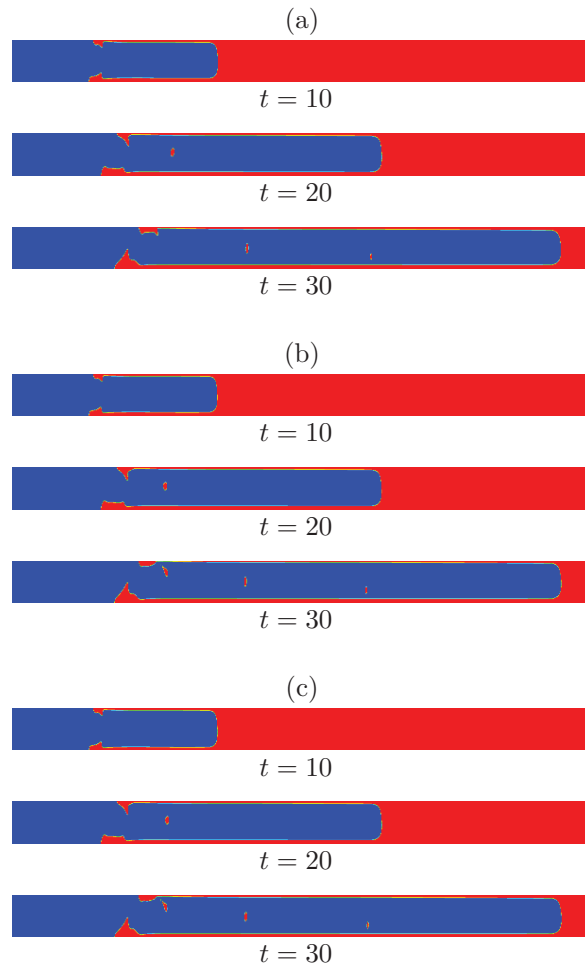 (a)
t = 10
t = 20
t = 30
(b)
t = 10
t = 20
t = 30
(c)
t = 10
t = 20
t = 30